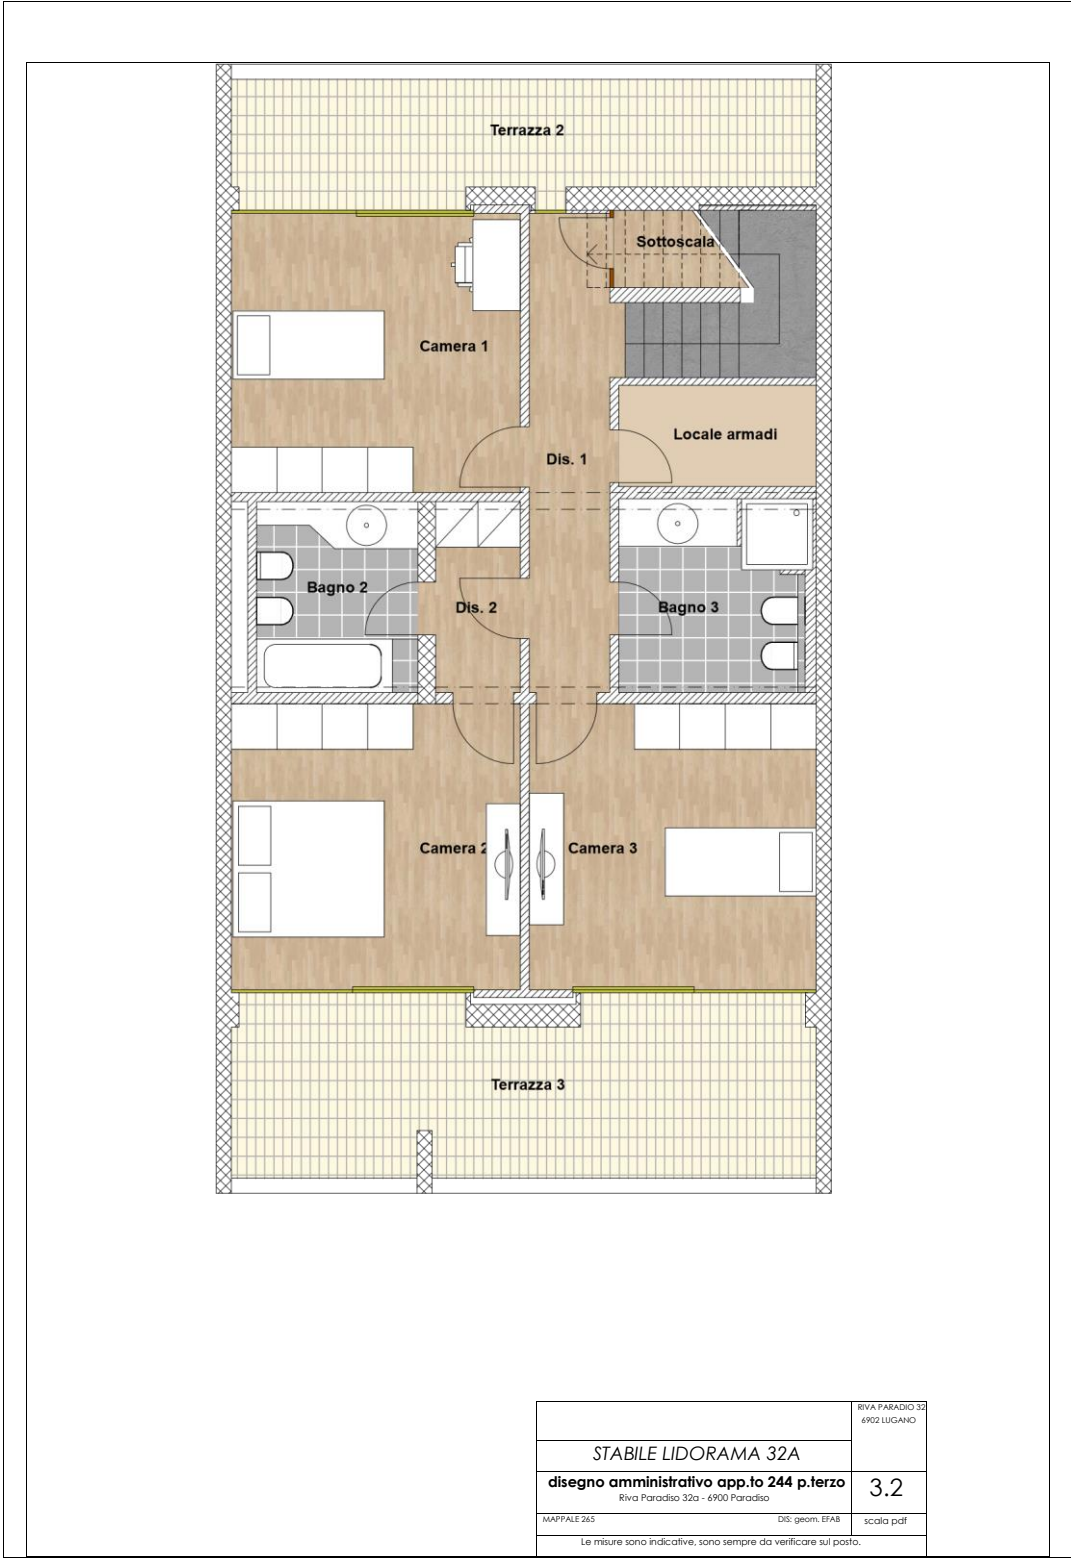 Terrazza 2
Sottoscala
Camera 1
Locale armadi
Dis. 1
Bagno 2
Dis. 2
Bagno 3
Camera 2
Camera 3
Terrazza 3
RIVA PARADIO 32
6902 LUGANO
STABILE LIDORAMA 32A
disegno amministrativo app.to 244 p.terzo
Riva Paradiso 32a - 6900 Paradiso
3.2
MAPPALE 265
DIS: geom. EFAB
scala pdf
Le misure sono indicative, sono sempre da verificare sul posto.